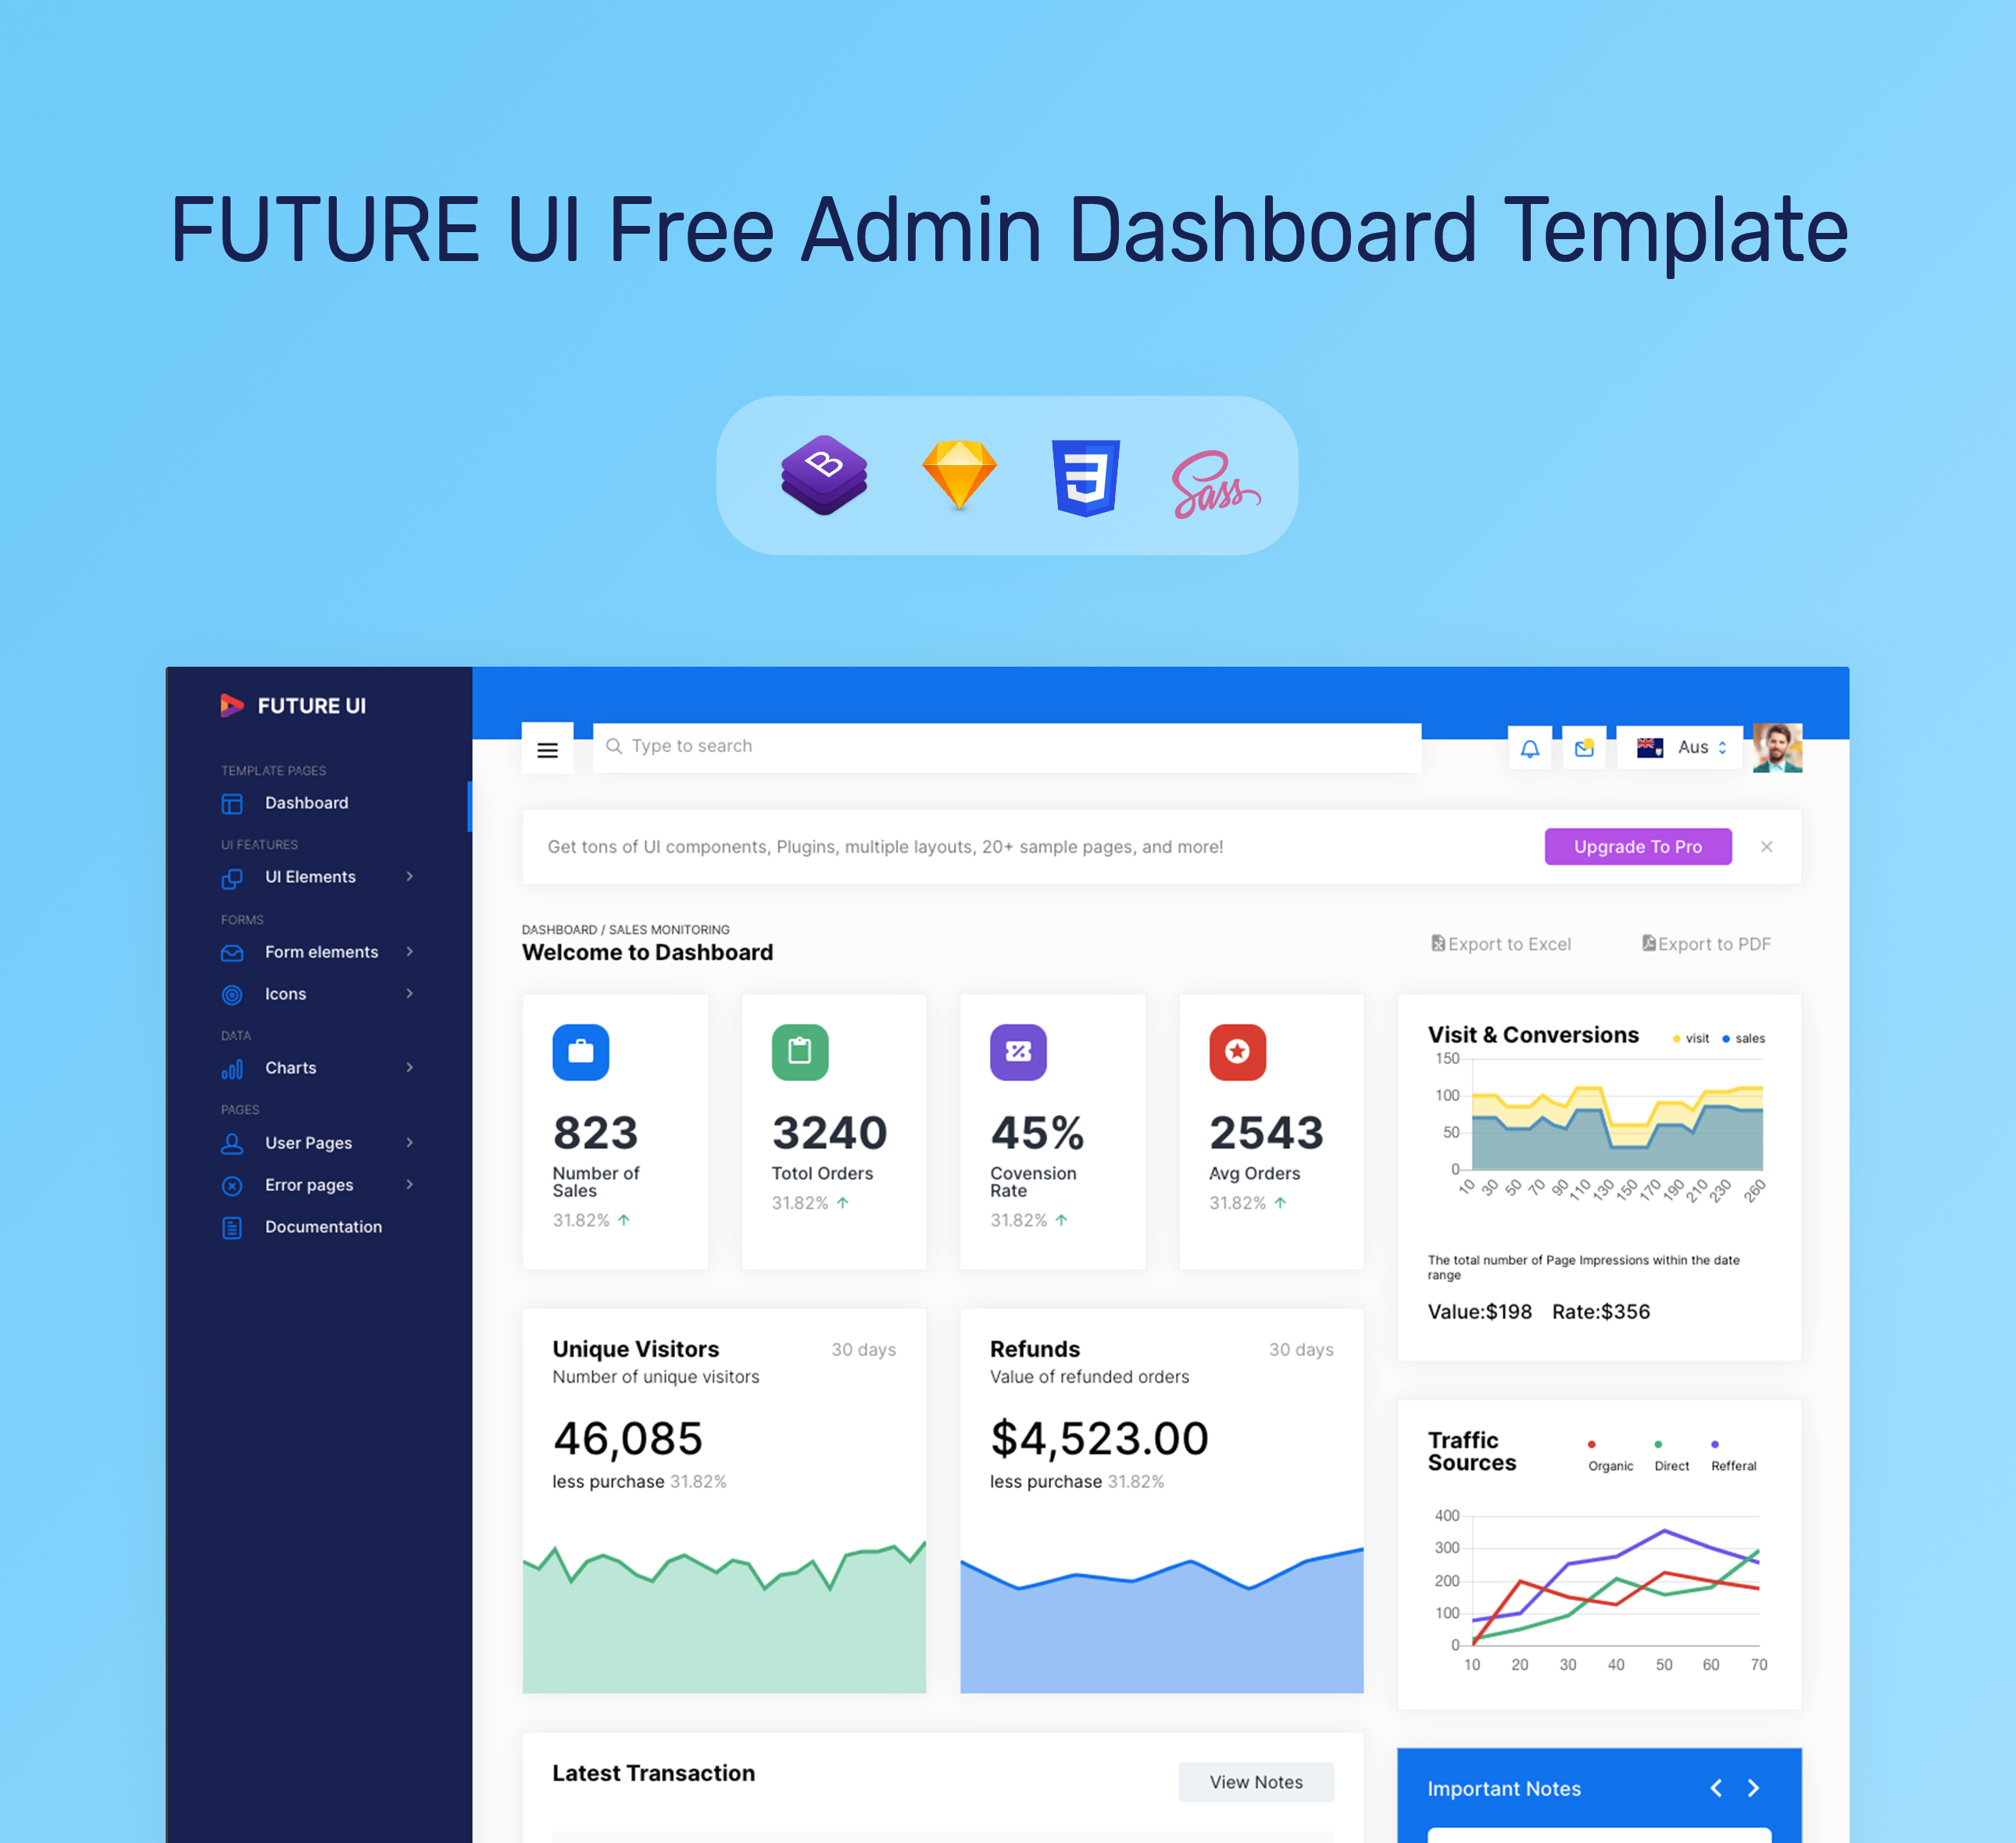 FUTURE UI Free Admin Dashboard Template
B
Sass
FUTURE UI
TEMPLATE PAGES
Dashboard
UI FEATURES
UI Elements
FORMS
Form elements
Icons
DATA
Charts
PAGES
User Pages
Error pages
Documentation
Type to search
Aus
Get tons of UI components, Plugins, multiple layouts, 20+ sample pages, and more!
Upgrade To Pro
DASHBOARD / SALES MONITORING
Welcome to Dashboard
Export to Excel
Export to PDF
823
Number of
Sales
31.82%
3240
Totol Orders
31.82%
45%
Covension
Rate
31.82%
2543
Avg Orders
31.82%
Visit & Conversions
visit
sales
150
100
50
0
10 30 50 70 90 110 130 150 170 190 210 230 260
The total number of Page Impressions within the date
range
Value:$198 Rate:$356
Unique Visitors
30 days
Number of unique visitors
46,085
less purchase 31.82%
Refunds
30 days
Value of refunded orders
$4,523.00
less purchase 31.82%
Traffic
Sources
Organic Direct Refferal
400
300
200
100
0
10 20 30 40 50 60 70
Latest Transaction
View Notes
Important Notes